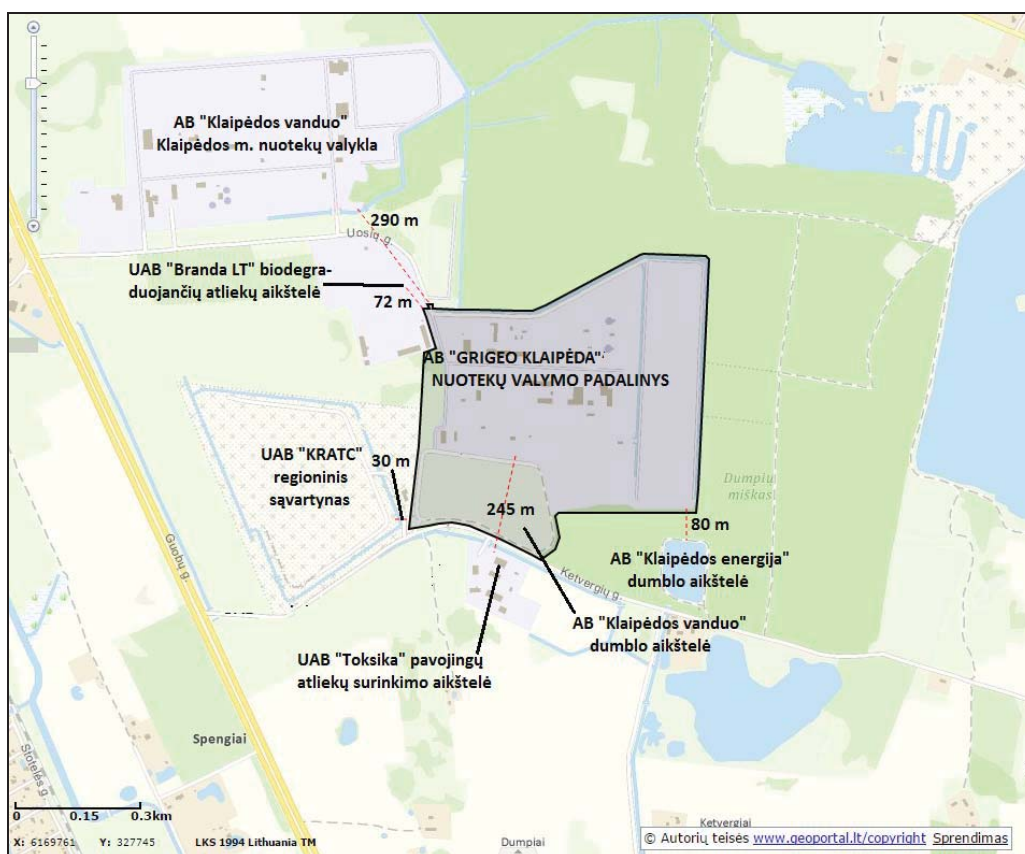 AB "Klaipėdos vanduo"
Klaipėdos m. nuotekų valykla
290 m
Uosių g.
UAB "Branda LT" biodegra-
duojančių atliekų aikštelė
72 m
AB "GRIGEO KLAIPĖDA"
NUOTEKŲ VALYMO PADALINYS
UAB "KRATC"
regioninis
sąvartynas
30 m
245 m
Dumpių
miškas
80 m
AB "Klaipėdos energija"
dumblo aikštelė
Guobų g.
Ketvergių g.
AB "Klaipėdos vanduo"
dumblo aikštelė
UAB "Toksika" pavojingų
atliekų surinkimo aikštelė
Spengiai
Stotelės g.
0 0.15 0.3km
X: 6169761 Y: 327745 LKS 1994 Lithuania TM
Dumpiai
Ketvergiai
© Autorių teisės www.geoportal.lt/copyright Sprendimas